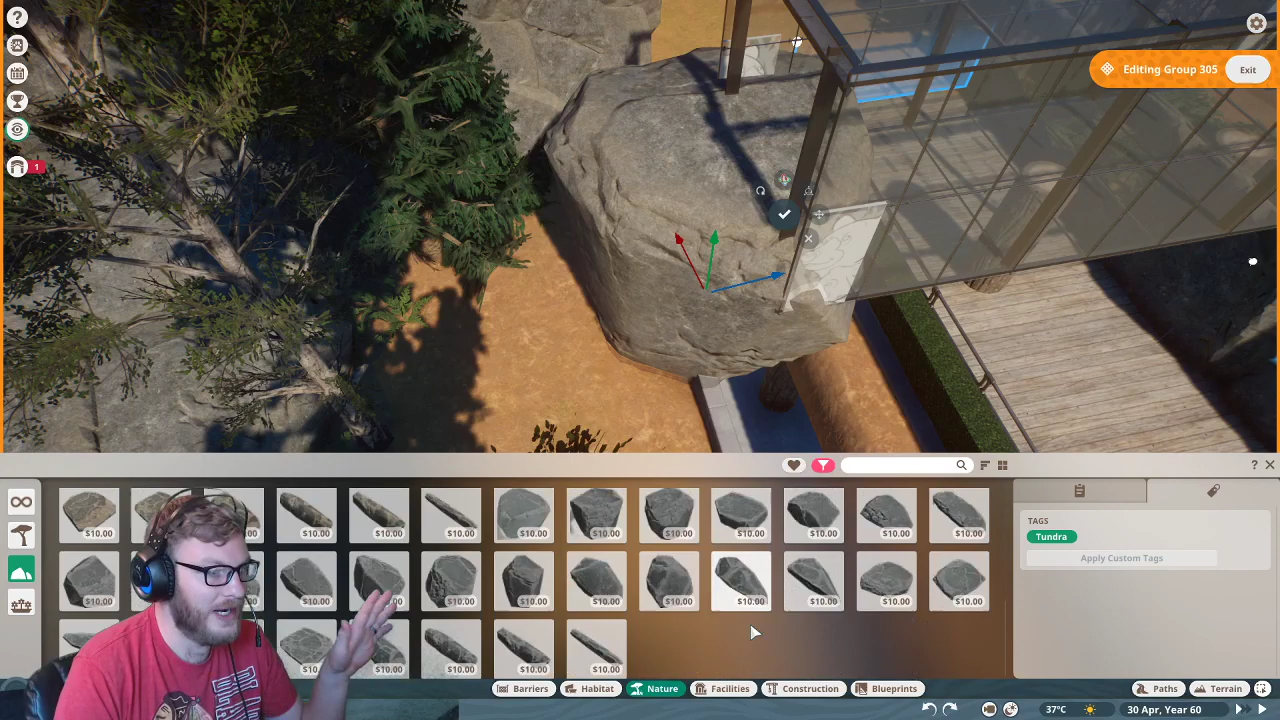 ?
Editing Group 305 Exit
1
?
$10.00 $10.00 $10.00 $10.00 $10.00 $10.00 $10.00 $10.00 $10.00 $10.00 $10.00
$10.00 $10.00 $10.00 $10.00 $10.00 $10.00 $10.00 $10.00 $10.00 $10.00 $10.00
$10.00 $10.00 $10.00 $10.00
TAGS
Tundra
Apply Custom Tags
Barriers Habitat Nature Facilities Construction Blueprints Paths Terrain
37°C 30 Apr, Year 60